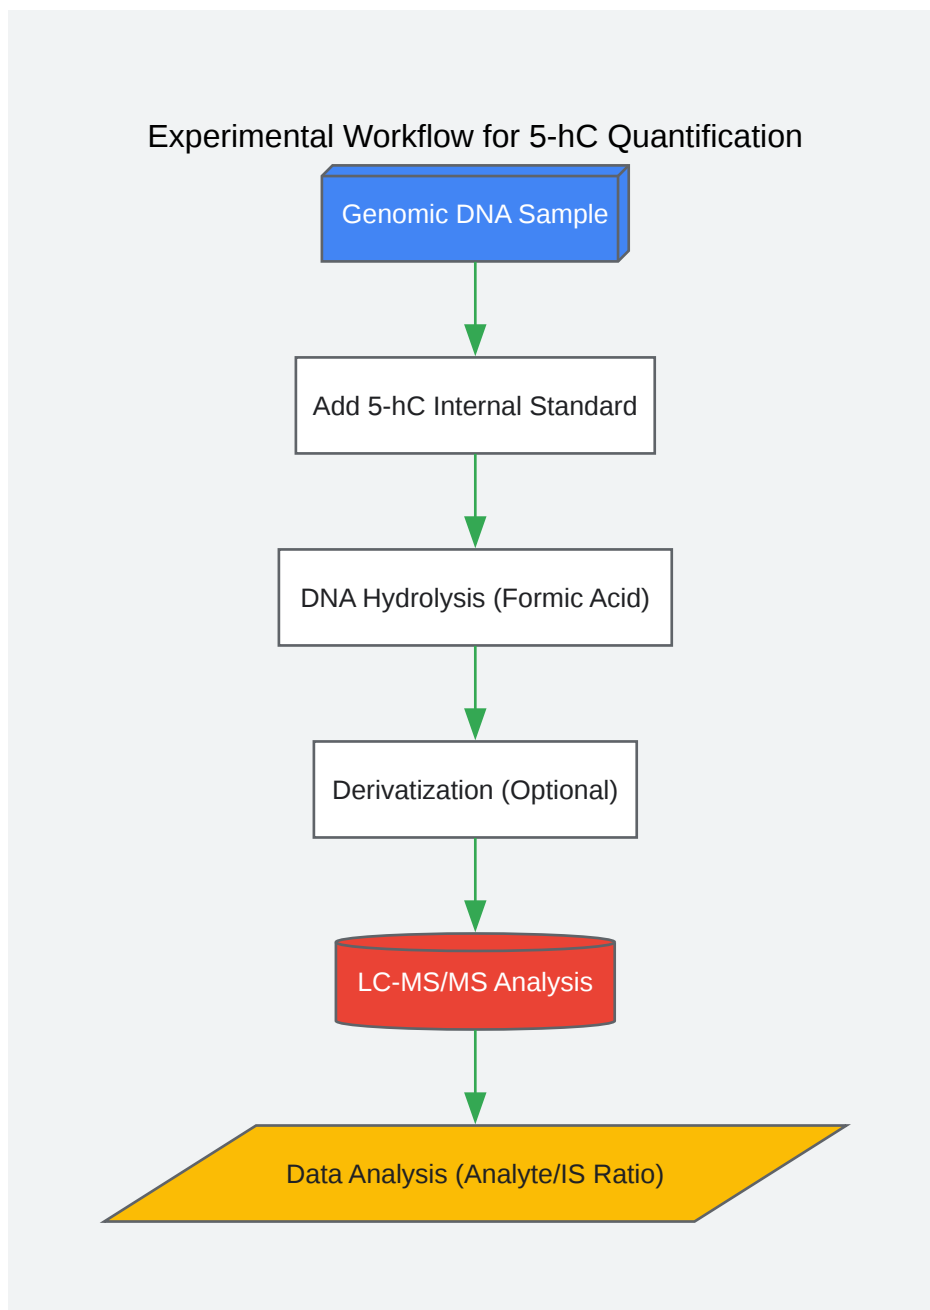 Experimental Workflow for 5-hC Quantification
Genomic DNA Sample
Add 5-hC Internal Standard
DNA Hydrolysis (Formic Acid)
Derivatization (Optional)
LC-MS/MS Analysis
Data Analysis (Analyte/IS Ratio)